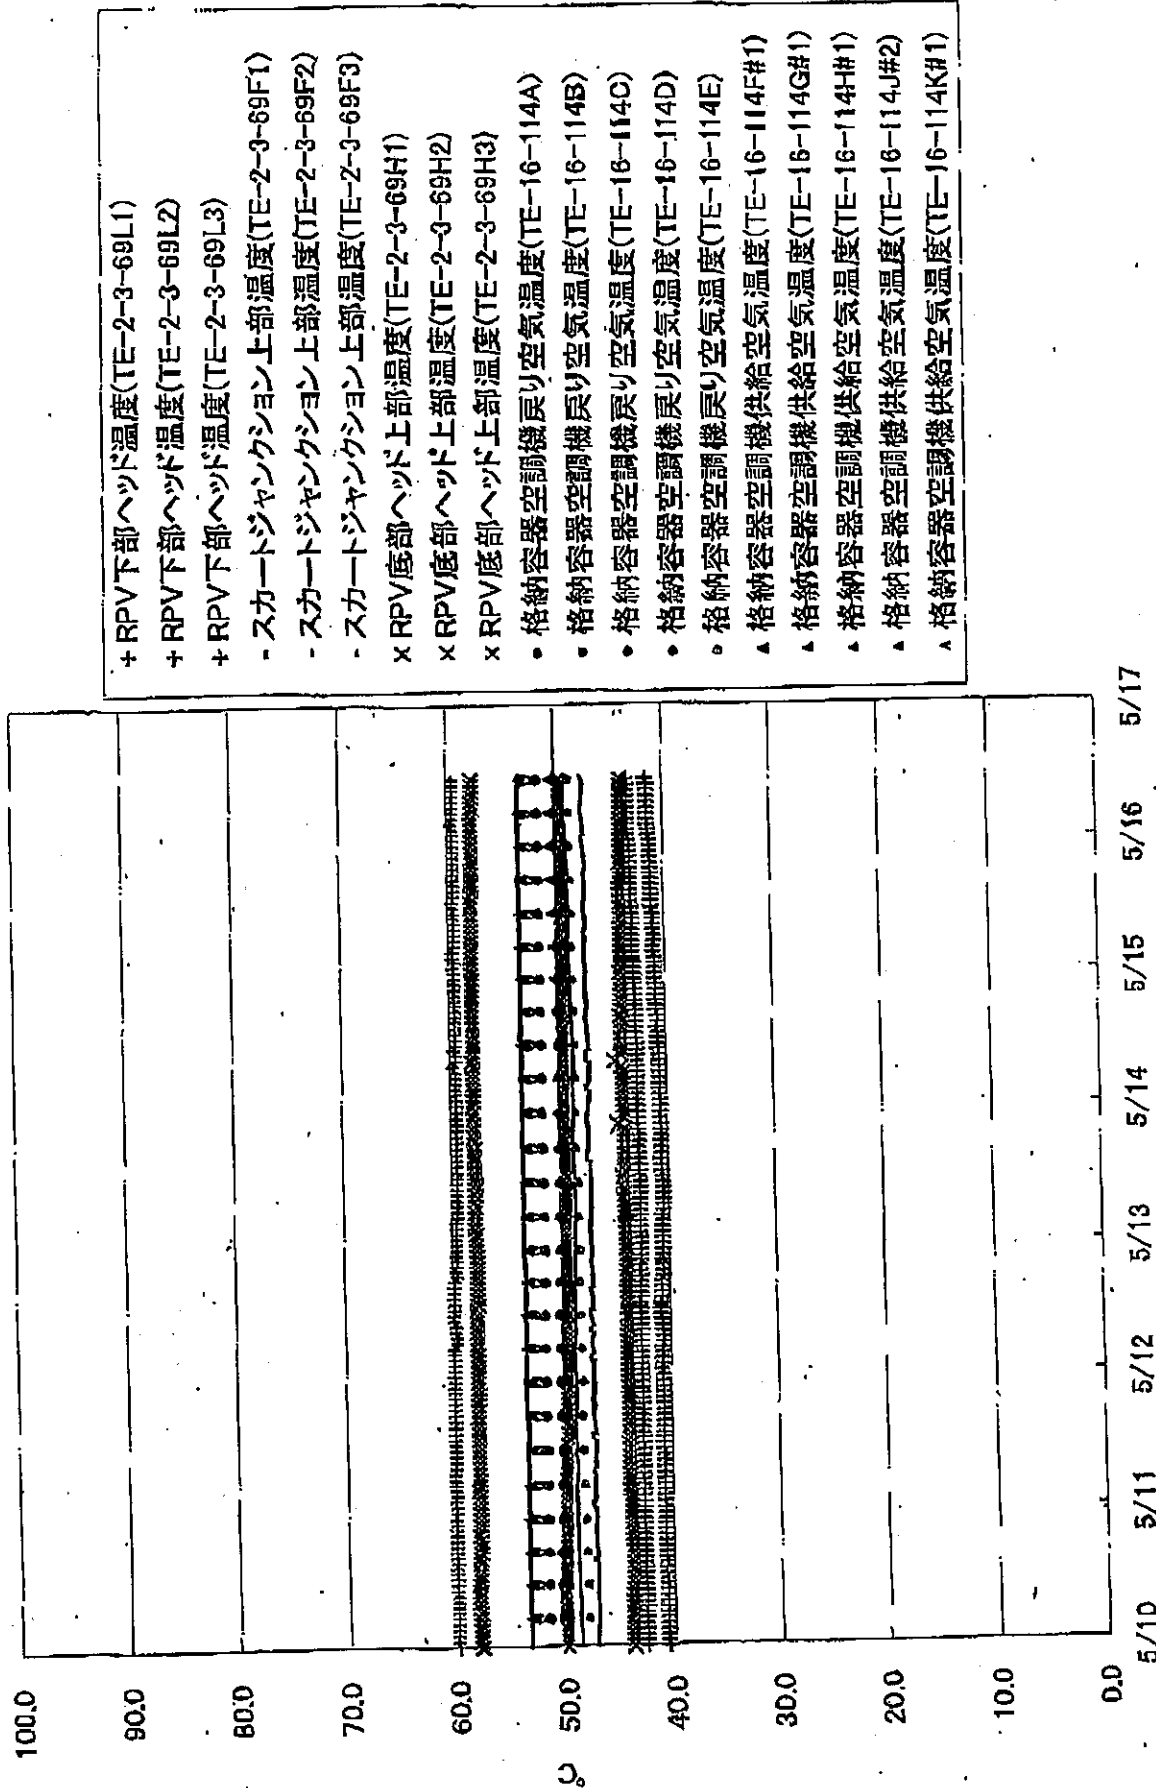 100.0
90.0
80.0
70.0
60.0
50.0
40.0
30.0
20.0
10.0
0.0
℃
5/10 5/11 5/12 5/13 5/14 5/15 5/16 5/17
+ RPV下部ヘッド温度(TE-2-3-69L1)
+ RPV下部ヘッド温度(TE-2-3-69L2)
+ RPV下部ヘッド温度(TE-2-3-69L3)
- スカートジャンクション上部温度(TE-2-3-69F1)
- スカートジャンクション上部温度(TE-2-3-69F2)
- スカートジャンクション上部温度(TE-2-3-69F3)
× RPV底部ヘッド上部温度(TE-2-3-69H1)
× RPV底部ヘッド上部温度(TE-2-3-69H2)
× RPV底部ヘッド上部温度(TE-2-3-69H3)
● 格納容器空調機戻り空気温度(TE-16-114A)
● 格納容器空調機戻り空気温度(TE-16-114B)
● 格納容器空調機戻り空気温度(TE-16-114C)
● 格納容器空調機戻り空気温度(TE-16-114D)
● 格納容器空調機戻り空気温度(TE-16-114E)
▲ 格納容器空調機供給空気温度(TE-16-114F#1)
▲ 格納容器空調機供給空気温度(TE-16-114G#1)
▲ 格納容器空調機供給空気温度(TE-16-114H#1)
▲ 格納容器空調機供給空気温度(TE-16-114J#2)
▲ 格納容器空調機供給空気温度(TE-16-114K#1)